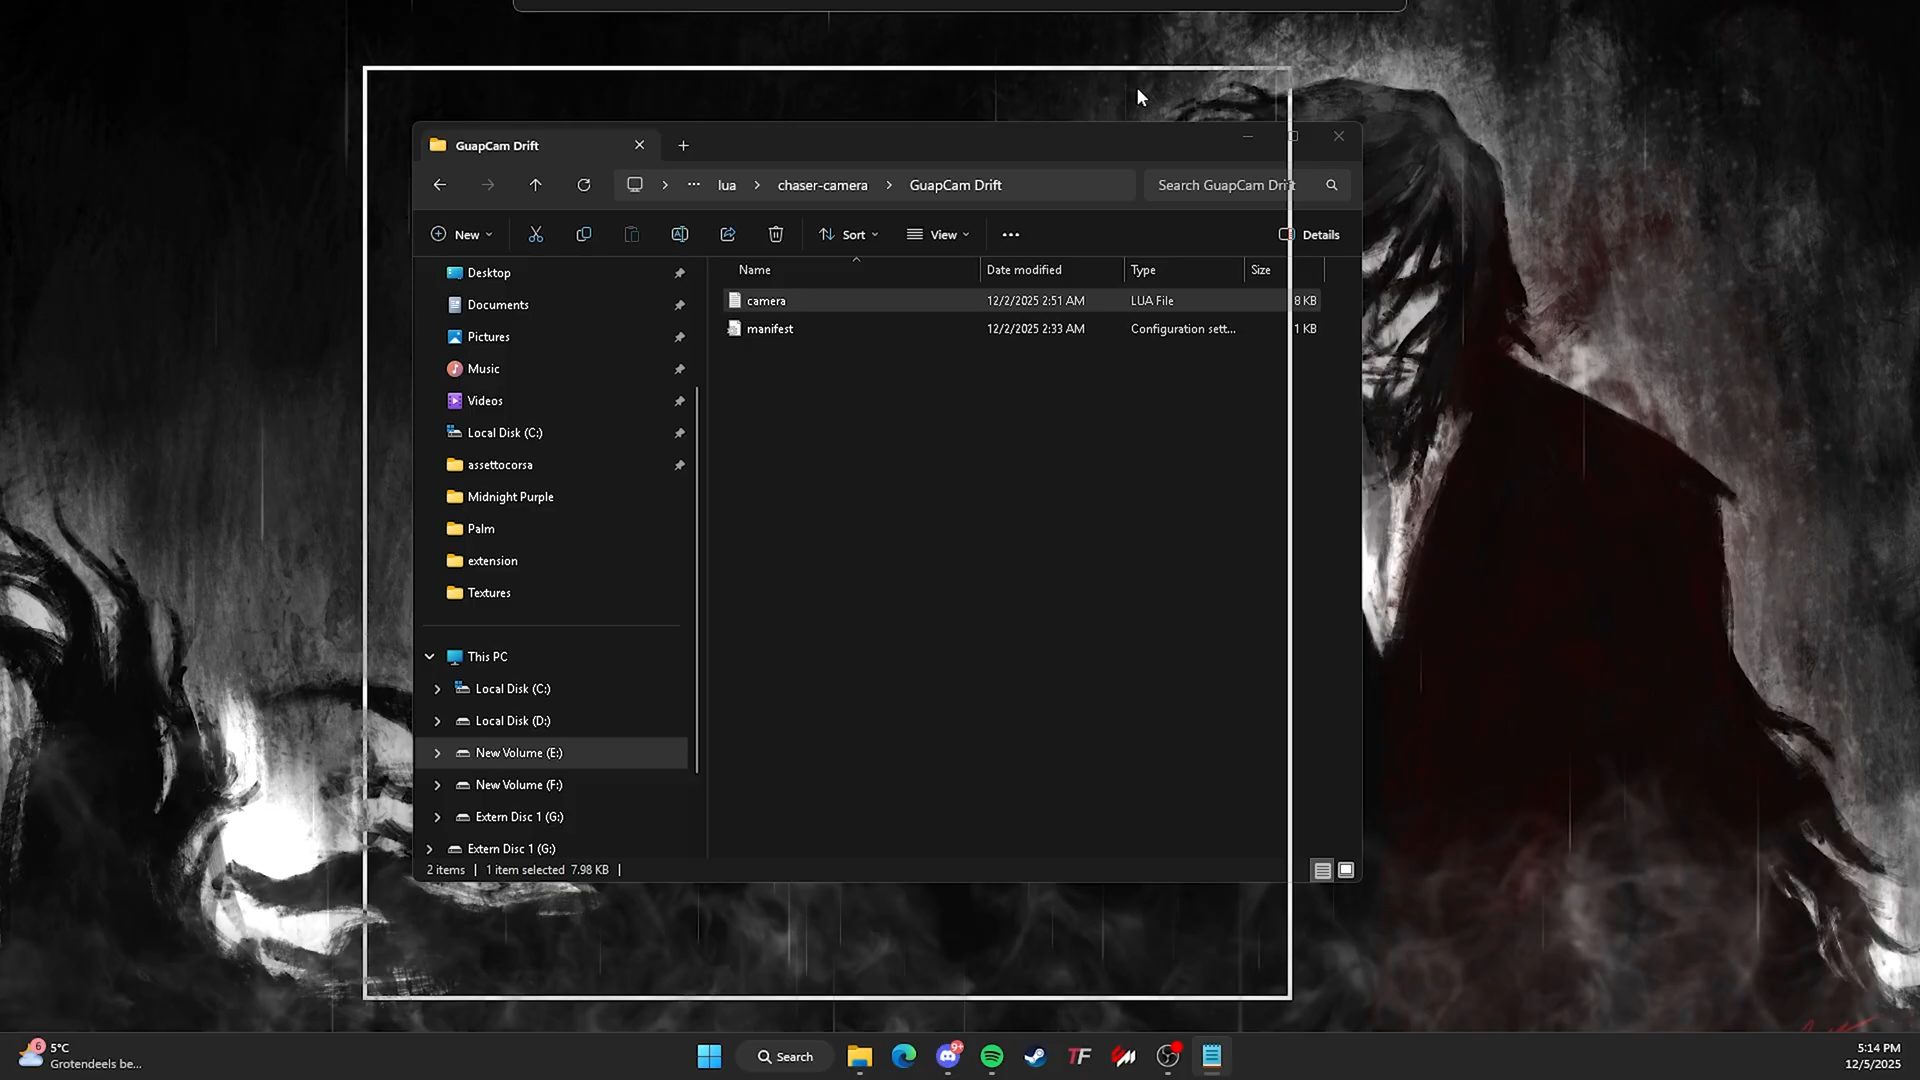 GuapCam Drift
··· lua > chaser-camera > GuapCam Drift
Search GuapCam Drift
New
Sort
View
Details
Name
Date modified
Type
Size
camera
12/2/2025 2:51 AM
LUA File
8 KB
manifest
12/2/2025 2:33 AM
Configuration sett...
1 KB
Desktop
Documents
Pictures
Music
Videos
Local Disk (C:)
assettocorsa
Midnight Purple
Palm
extension
Textures
This PC
Local Disk (C:)
Local Disk (D:)
New Volume (E:)
New Volume (F:)
Extern Disc 1 (G:)
Extern Disc 1 (G:)
2 items | 1 item selected 7.98 KB |
6
5°C
Grotendeels be...
Search
9+
TF
5:14 PM
12/5/2025